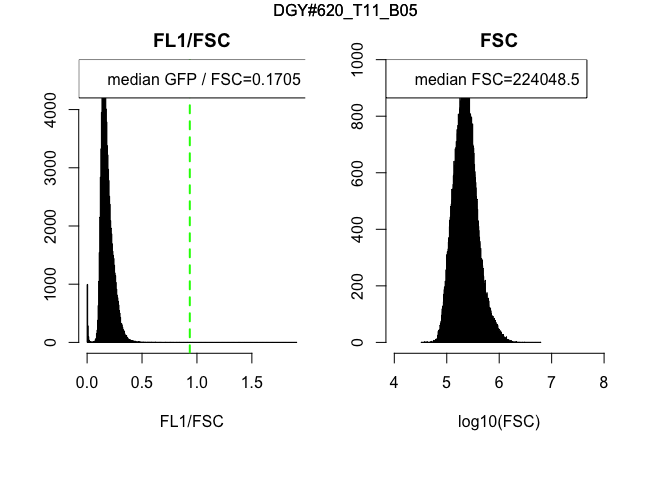 DGY#620_T11_B05
FL1/FSC
median GFP / FSC=0.1705
0
1000
2000
3000
4000
0.0 0.5 1.0 1.5
FL1/FSC
FSC
median FSC=224048.5
0
200
400
600
800
1000
4 5 6 7 8
log10(FSC)